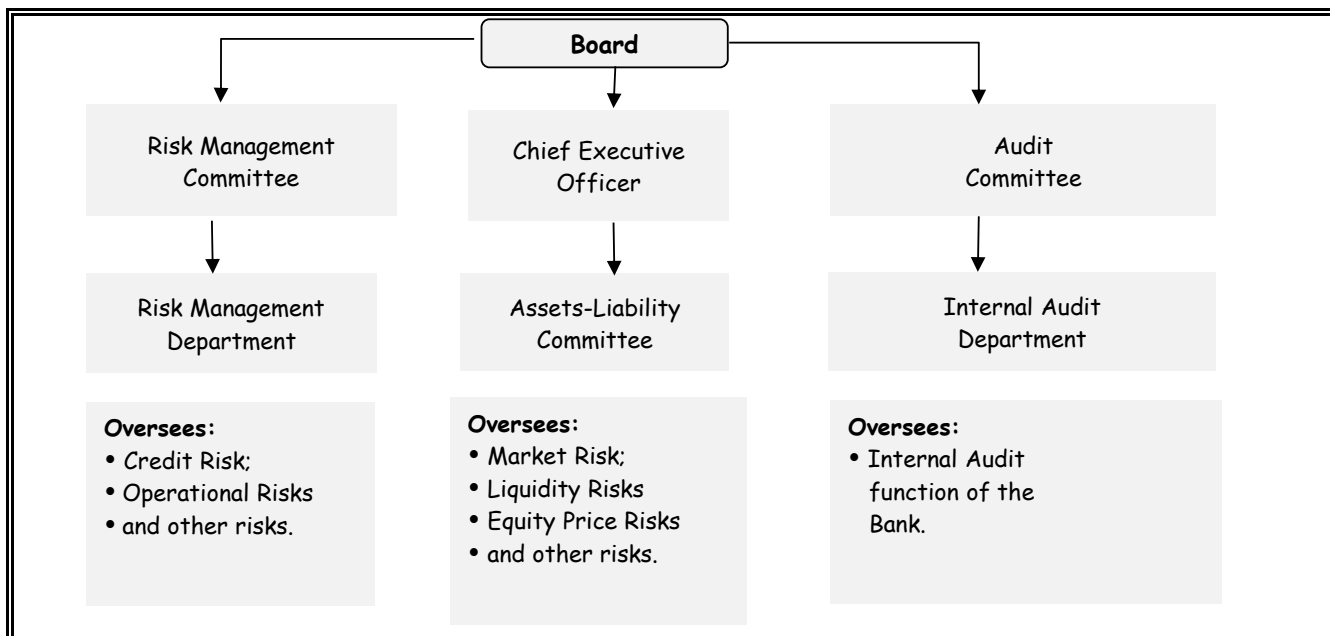 Board
Risk Management
Committee
Chief Executive
Officer
Audit
Committee
Risk Management
Department
Assets-Liability
Committee
Internal Audit
Department
Oversees:
• Credit Risk;
• Operational Risks
• and other risks.
Oversees:
• Market Risk;
• Liquidity Risks
• Equity Price Risks
• and other risks.
Oversees:
• Internal Audit
function of the
Bank.